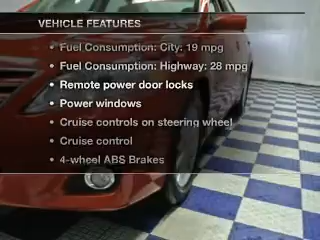 VEHICLE FEATURES
• Fuel Consumption: City: 19 mpg
• Fuel Consumption: Highway: 28 mpg
• Remote power door locks
• Power windows
• Cruise controls on steering wheel
• Cruise control
• 4-wheel ABS Brakes